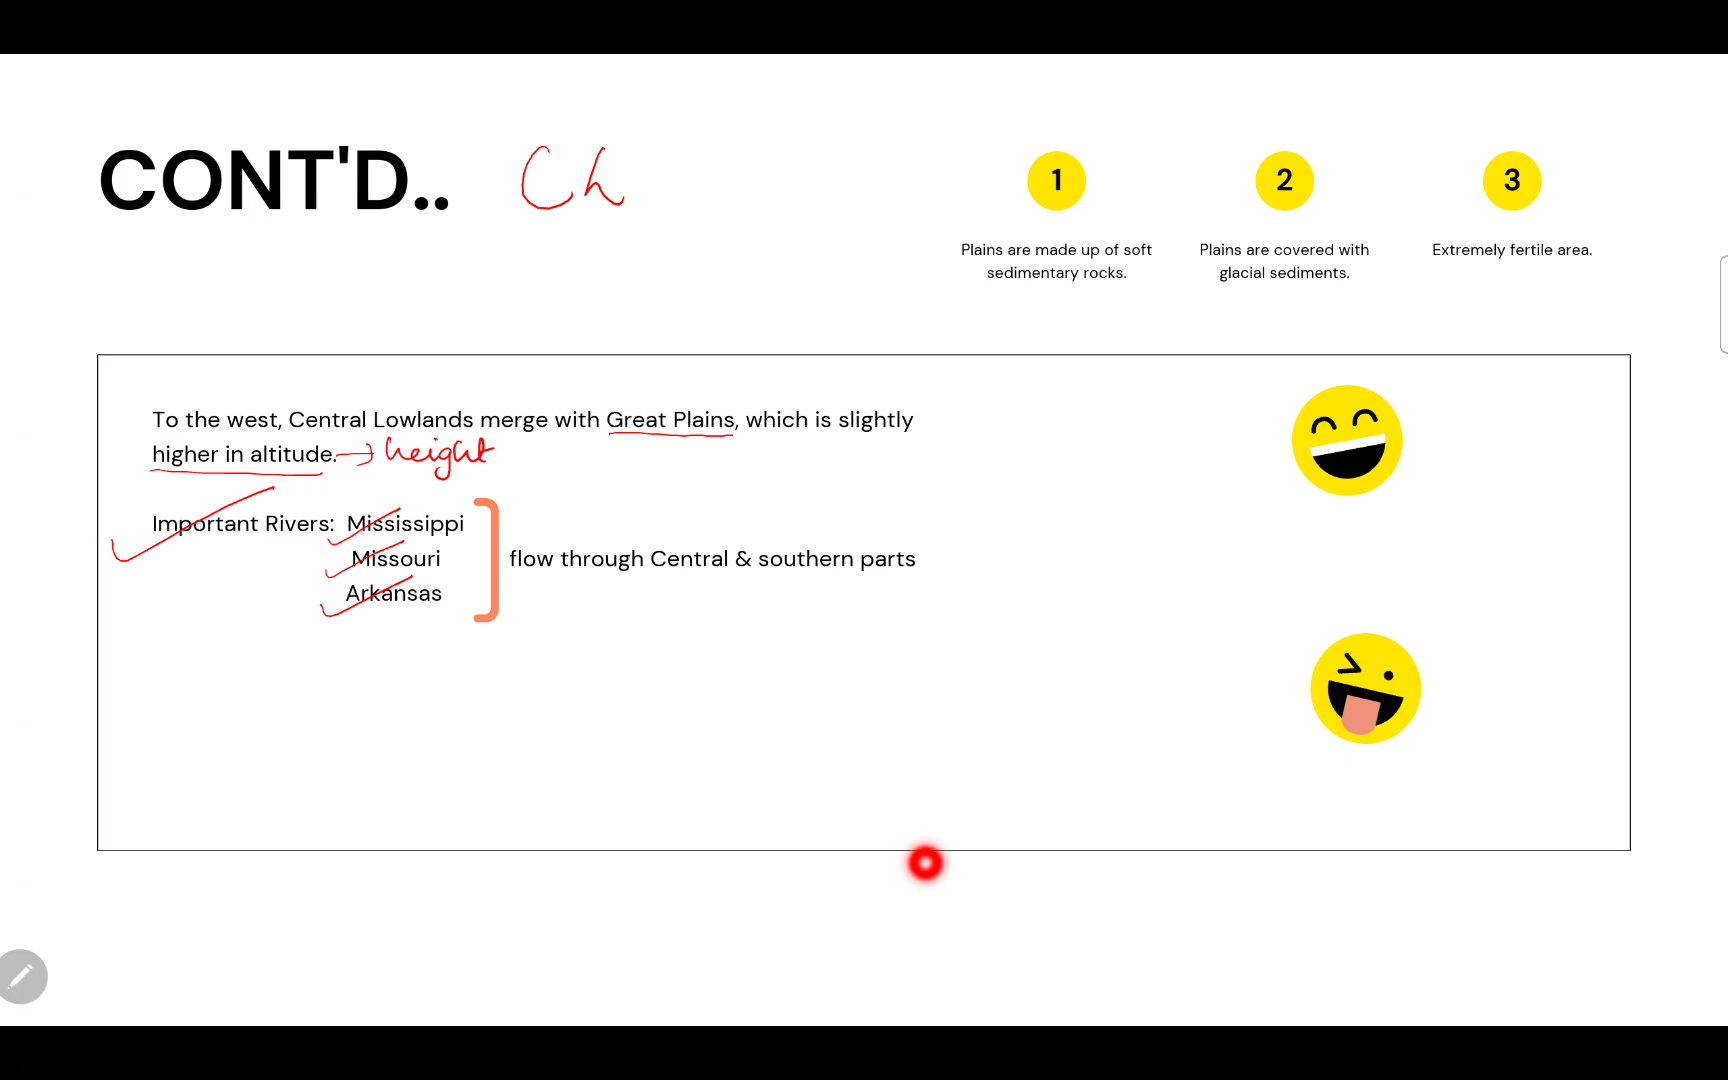 CONT'D.. Ch
1
Plains are made up of soft
sedimentary rocks.
2
Plains are covered with
glacial sediments.
3
Extremely fertile area.
To the west, Central Lowlands merge with Great Plains, which is slightly
higher in altitude. → height
Important Rivers: Mississippi
Missouri
Arkansas
flow through Central & southern parts